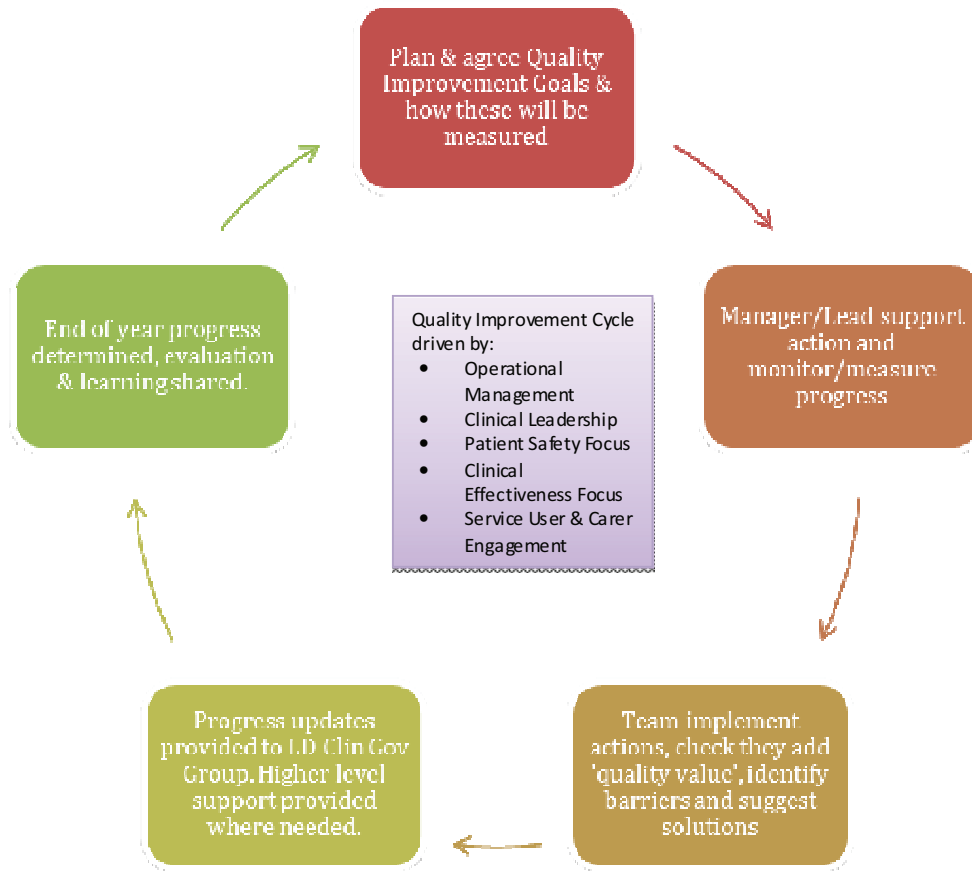 Plan & agree Quality
Improvement Goals &
how these will be
measured
Manager/Lead support
action and
monitor/measure
progress
Team implement
actions, check they add
'quality value', identify
barriers and suggest
solutions
Progress updates
provided to LD Clin Gov
Group. Higher level
support provided
where needed.
End of year progress
determined, evaluation
& learning shared.
Quality Improvement Cycle
driven by:
• Operational
Management
• Clinical Leadership
• Patient Safety Focus
• Clinical
Effectiveness Focus
• Service User & Carer
Engagement